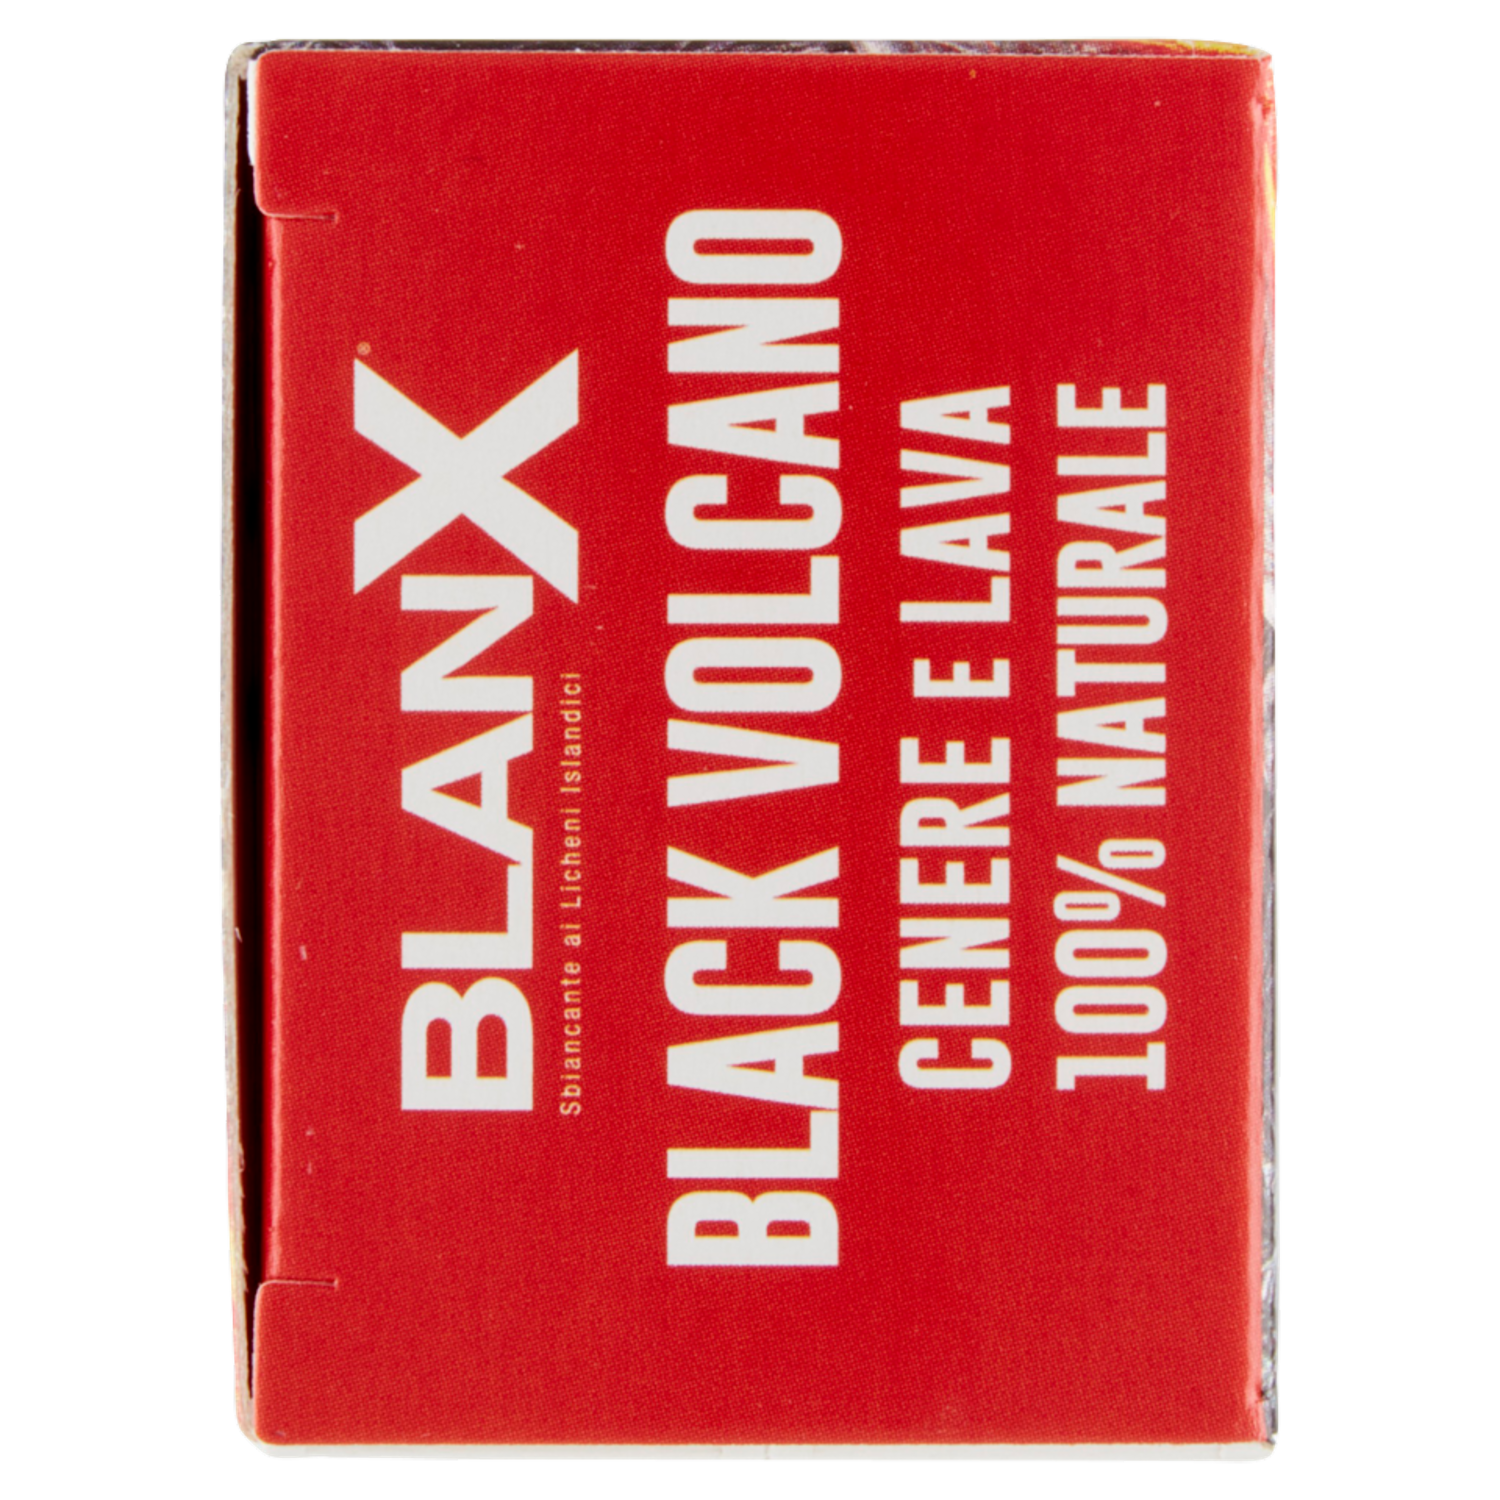 BLANX®
Sbiancante ai Licheni Islandici
BLACK VOLCANO
CENERE E LAVA
100% NATURALE